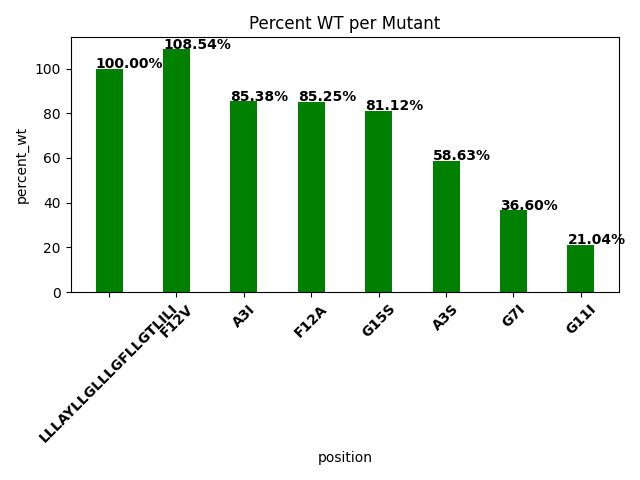 Percent WT per Mutant
108.54%
100.00%
85.38%
85.25%
81.12%
58.63%
36.60%
21.04%
percent_wt
100
80
60
40
20
0
LLLAYLLGLLLGFLLGTLILI
F12V
A3I
F12A
G15S
A3S
G7I
G11I
position